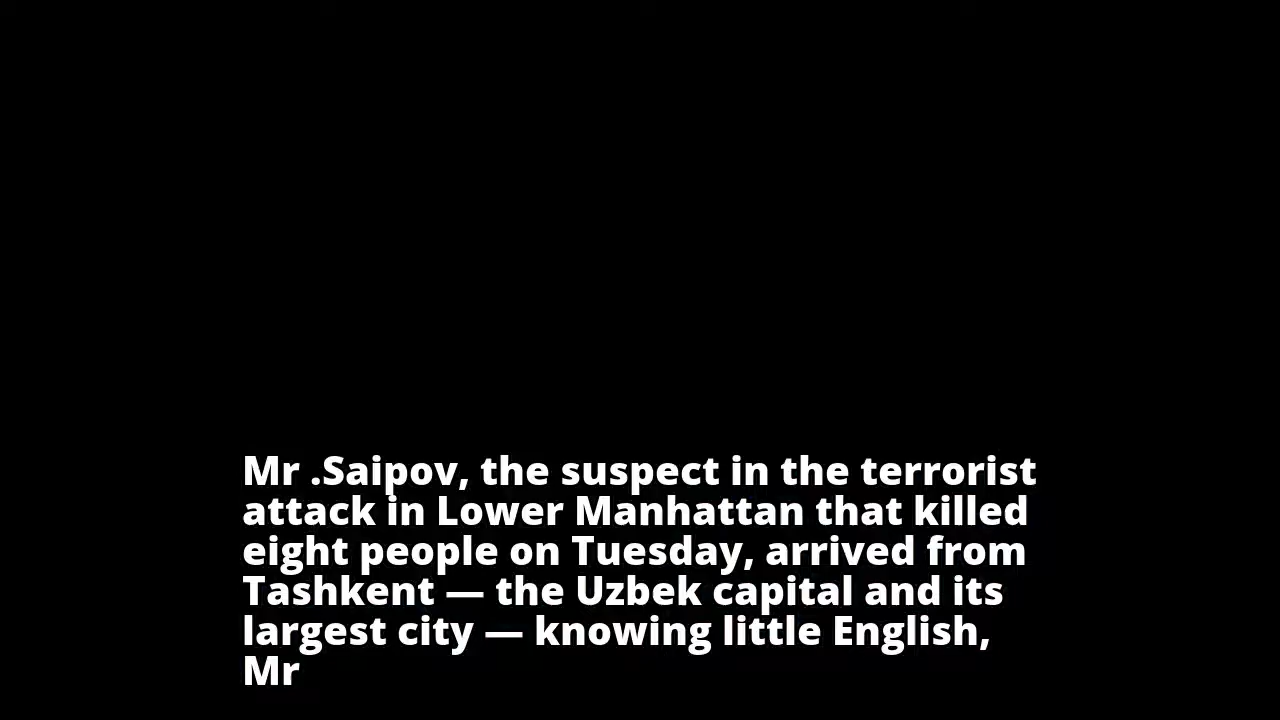 Mr .Saipov, the suspect in the terrorist
attack in Lower Manhattan that killed
eight people on Tuesday, arrived from
Tashkent — the Uzbek capital and its
largest city — knowing little English,
Mr